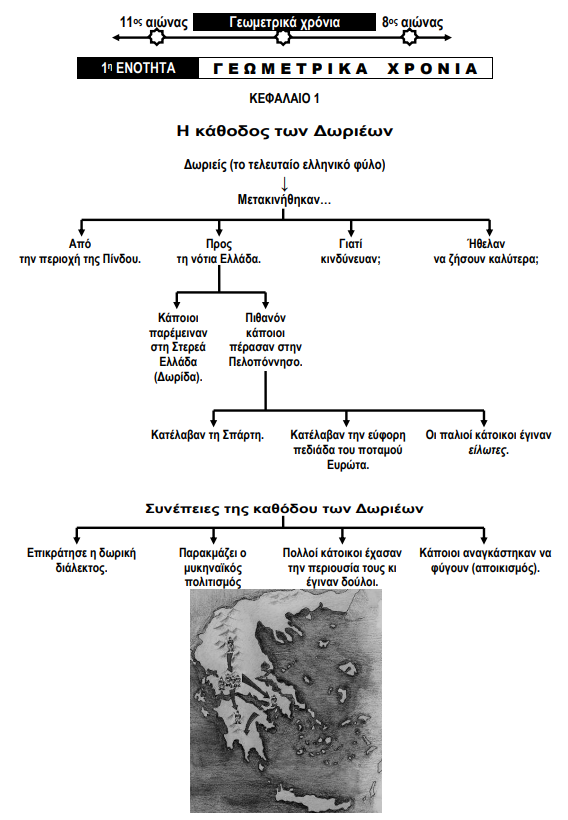 11ος αιώνας Γεωμετρικά χρόνια 8ος αιώνας
1η ΕΝΟΤΗΤΑ ΓΕΩΜΕΤΡΙΚΑ ΧΡΟΝΙΑ
ΚΕΦΑΛΑΙΟ 1
Η κάθοδος των Δωριέων
Δωριείς (το τελευταίο ελληνικό φύλο)
Μετακινήθηκαν…
Από
την περιοχή της Πίνδου.
Προς
τη νότια Ελλάδα.
Γιατί
κινδύνευαν;
Ήθελαν
να ζήσουν καλύτερα;
Κάποιοι
παρέμειναν
στη Στερεά
Ελλάδα
(Δωρίδα).
Πιθανόν
κάποιοι
πέρασαν στην
Πελοπόννησο.
Κατέλαβαν τη Σπάρτη.
Κατέλαβαν την εύφορη
πεδιάδα του ποταμού
Ευρώτα.
Οι παλιοί κάτοικοι έγιναν
είλωτες.
Συνέπειες της καθόδου των Δωριέων
Επικράτησε η δωρική
διάλεκτος.
Παρακμάζει ο
μυκηναϊκός
πολιτισμός
Πολλοί κάτοικοι έχασαν
την περιουσία τους κι
έγιναν δούλοι.
Κάποιοι αναγκάστηκαν να
φύγουν (αποικισμός).